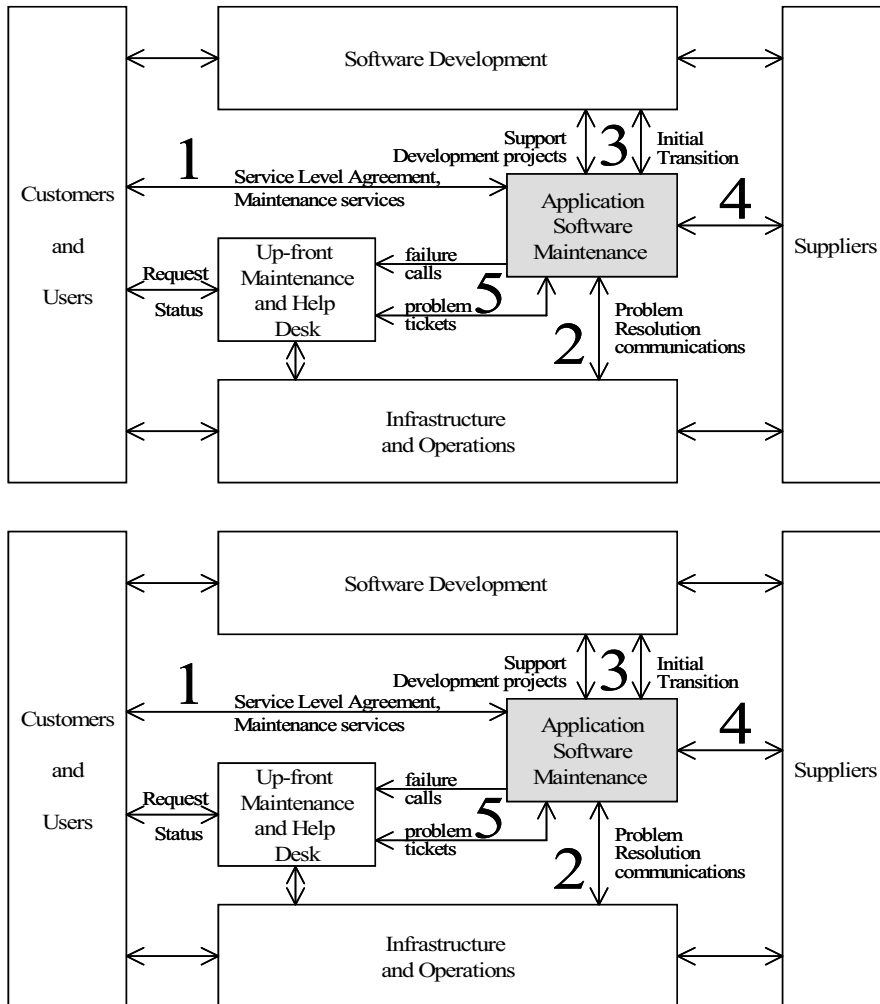 Software Development
Support
Development projects
3
Initial
Transition
1
Service Level Agreement,
Maintenance services
Customers
and
Users
Application
Software
Maintenance
4
Suppliers
Request
Status
Up-front
Maintenance
and Help
Desk
failure
calls
5
problem
tickets
2
Problem
Resolution
communications
Infrastructure
and Operations
Software Development
Support
Development projects
3
Initial
Transition
1
Service Level Agreement,
Maintenance services
Customers
and
Users
Application
Software
Maintenance
4
Suppliers
Request
Status
Up-front
Maintenance
and Help
Desk
failure
calls
5
problem
tickets
2
Problem
Resolution
communications
Infrastructure
and Operations